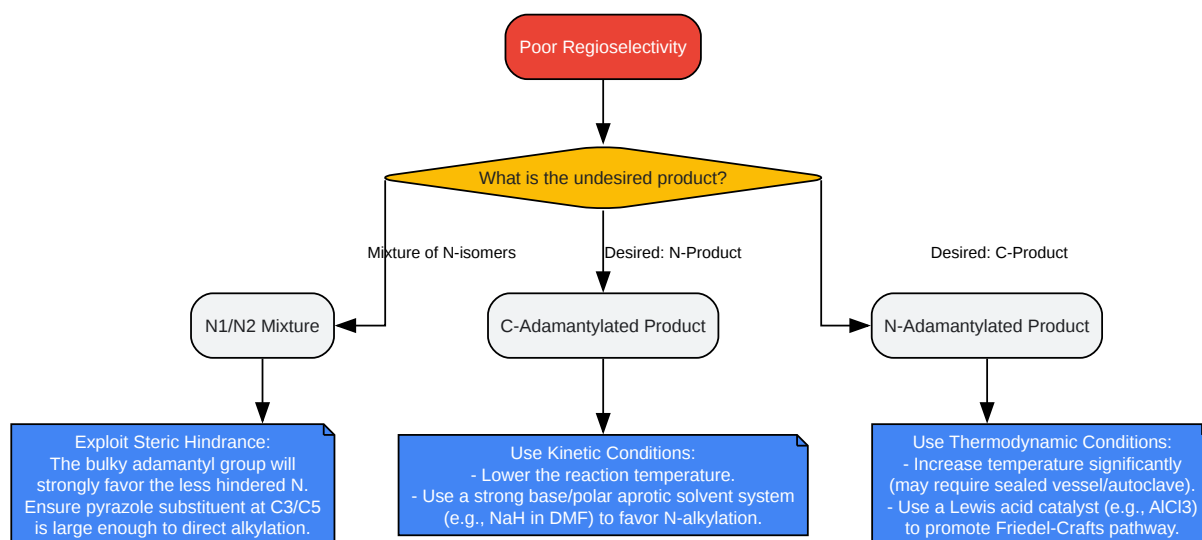 Poor Regioselectivity
What is the undesired product?
Mixture of N-isomers
Desired: N-Product
Desired: C-Product
N1/N2 Mixture
C-Adamantylated Product
N-Adamantylated Product
Exploit Steric Hindrance:
The bulky adamantyl group will
strongly favor the less hindered N.
Ensure pyrazole substituent at C3/C5
is large enough to direct alkylation.
Use Kinetic Conditions:
- Lower the reaction temperature.
- Use a strong base/polar aprotic solvent system
(e.g., NaH in DMF) to favor N-alkylation.
Use Thermodynamic Conditions:
- Increase temperature significantly
(may require sealed vessel/autoclave).
- Use a Lewis acid catalyst (e.g., AlCl3)
to promote Friedel-Crafts pathway.